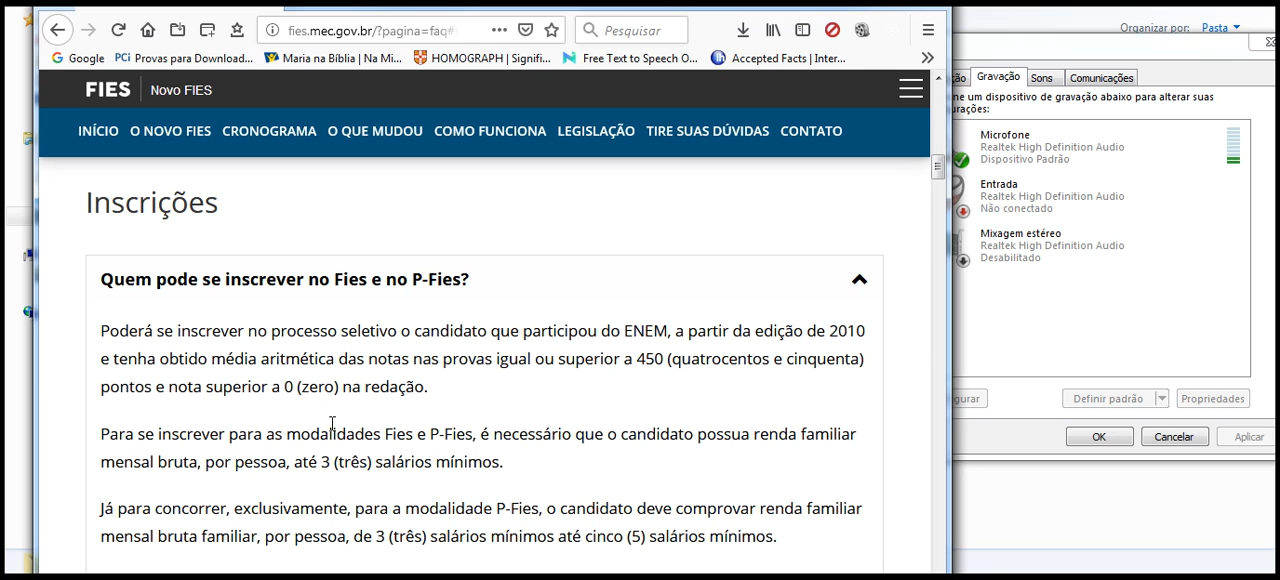 fies.mec.gov.br/?pagina=faq#
Pesquisar
Google
Provas para Download...
Maria na Bíblia | Na Mi...
HOMOGRAPH | Signifi...
Free Text to Speech O...
Accepted Facts | Inter...
FIES
Novo FIES
INÍCIO O NOVO FIES CRONOGRAMA O QUE MUDOU COMO FUNCIONA LEGISLAÇÃO TIRE SUAS DÚVIDAS CONTATO
Inscrições
Quem pode se inscrever no Fies e no P-Fies?
Poderá se inscrever no processo seletivo o candidato que participou do ENEM, a partir da edição de 2010
e tenha obtido média aritmética das notas nas provas igual ou superior a 450 (quatrocentos e cinquenta)
pontos e nota superior a 0 (zero) na redação.
Para se inscrever para as modalidades Fies e P-Fies, é necessário que o candidato possua renda familiar
mensal bruta, por pessoa, até 3 (três) salários mínimos.
Já para concorrer, exclusivamente, para a modalidade P-Fies, o candidato deve comprovar renda familiar
mensal bruta familiar, por pessoa, de 3 (três) salários mínimos até cinco (5) salários mínimos.
Organizar por: Pasta
ção Gravação Sons Comunicações
ne um dispositivo de gravação abaixo para alterar suas
urações:
Microfone
Realtek High Definition Audio
Dispositivo Padrão
Entrada
Realtek High Definition Audio
Não conectado
Mixagem estéreo
Realtek High Definition Audio
Desabilitado
gurar Definir padrão Propriedades
OK Cancelar Aplicar